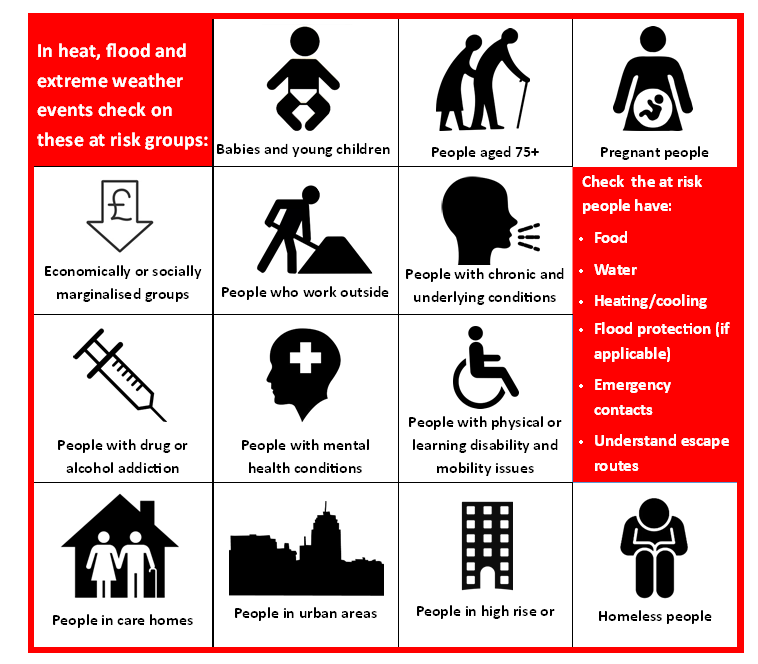 In heat, flood and
extreme weather
events check on
these at risk groups:
Babies and young children
People aged 75+
Pregnant people
£
Economically or socially
marginalised groups
People who work outside
People with chronic and
underlying conditions
Check the at risk
people have:
• Food
• Water
• Heating/cooling
• Flood protection (if
applicable)
• Emergency
contacts
• Understand escape
routes
People with drug or
alcohol addiction
People with mental
health conditions
People with physical or
learning disability and
mobility issues
People in care homes
People in urban areas
People in high rise or
Homeless people